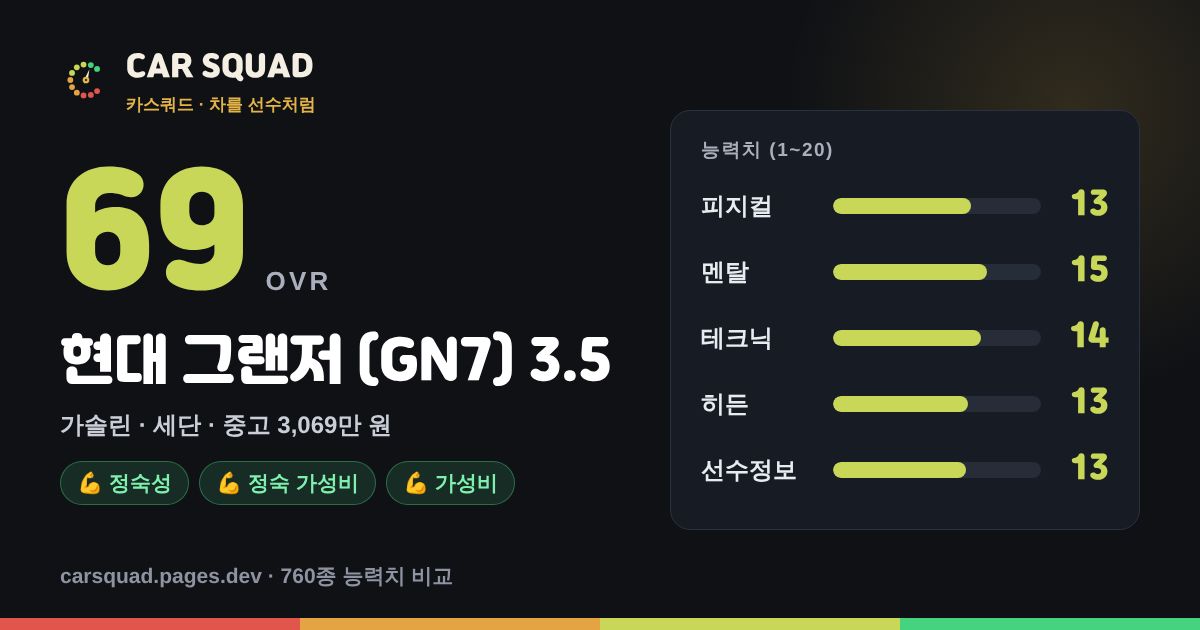 CAR SQUAD
카스쿼드 · 차를 선수처럼
69 OVR
현대 그랜저 (GN7) 3.5
가솔린 · 세단 · 중고 3,069만 원
💪 정숙성 💪 정숙 가성비 💪 가성비
carsquad.pages.dev · 760종 능력치 비교
능력치 (1~20)
피지컬 13
멘탈 15
테크닉 14
히든 13
선수정보 13